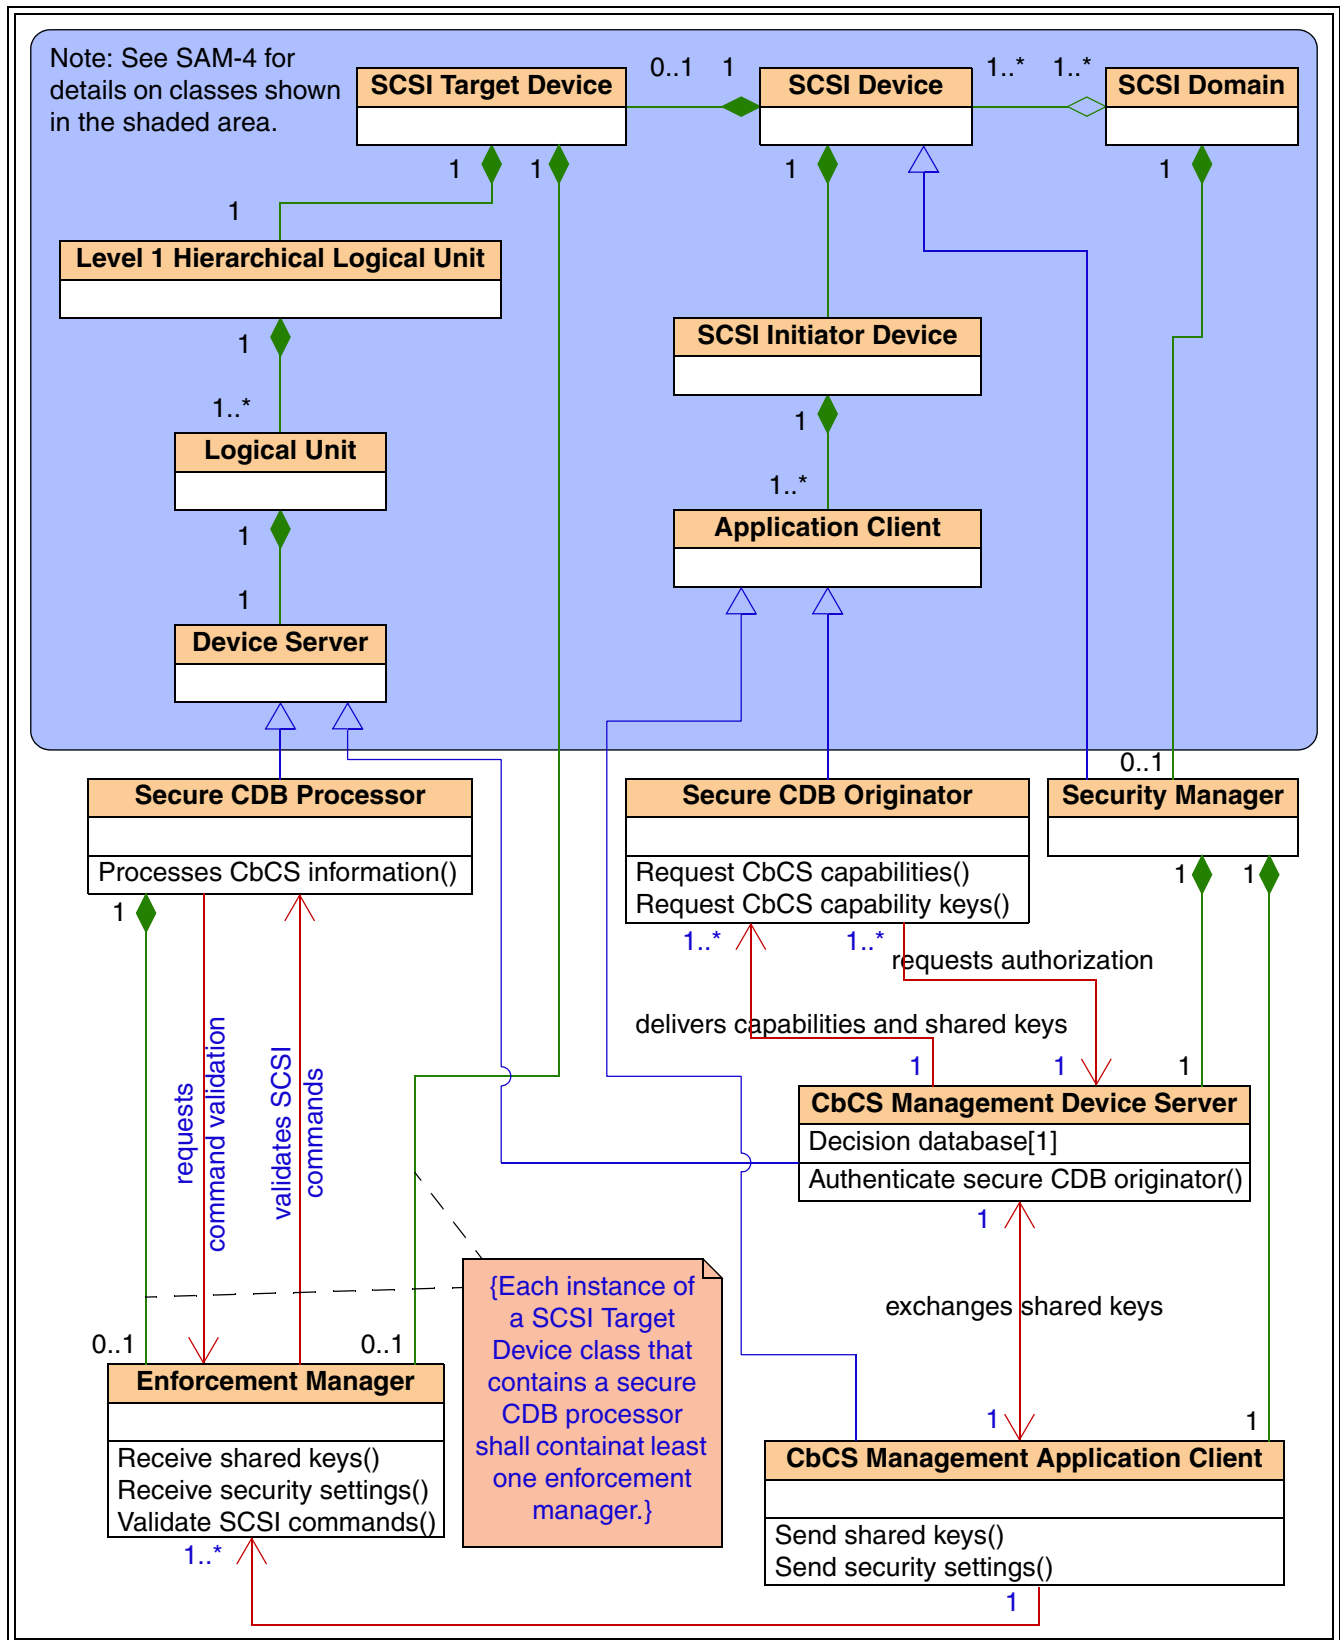 Note: See SAM-4 for
details on classes shown
in the shaded area.
SCSI Target Device
0..1 1
SCSI Device
1..* 1..*
SCSI Domain
1
1
1
1
1
Level 1 Hierarchical Logical Unit
1
1..*
SCSI Initiator Device
1
1..*
Logical Unit
1
1
Application Client
Device Server
0..1
Secure CDB Processor
Processes CbCS information()
Secure CDB Originator
Request CbCS capabilities()
Request CbCS capability keys()
Security Manager
1
1
1
1..*
1..*
requests authorization
delivers capabilities and shared keys
1
1
1
requests
command validation
validates SCSI
commands
CbCS Management Device Server
Decision database[1]
Authenticate secure CDB originator()
1
exchanges shared keys
{Each instance of
a SCSI Target
Device class that
contains a secure
CDB processor
shall containat least
one enforcement
manager.}
0..1
0..1
Enforcement Manager
Receive shared keys()
Receive security settings()
Validate SCSI commands()
1
1
CbCS Management Application Client
Send shared keys()
Send security settings()
1..*
1